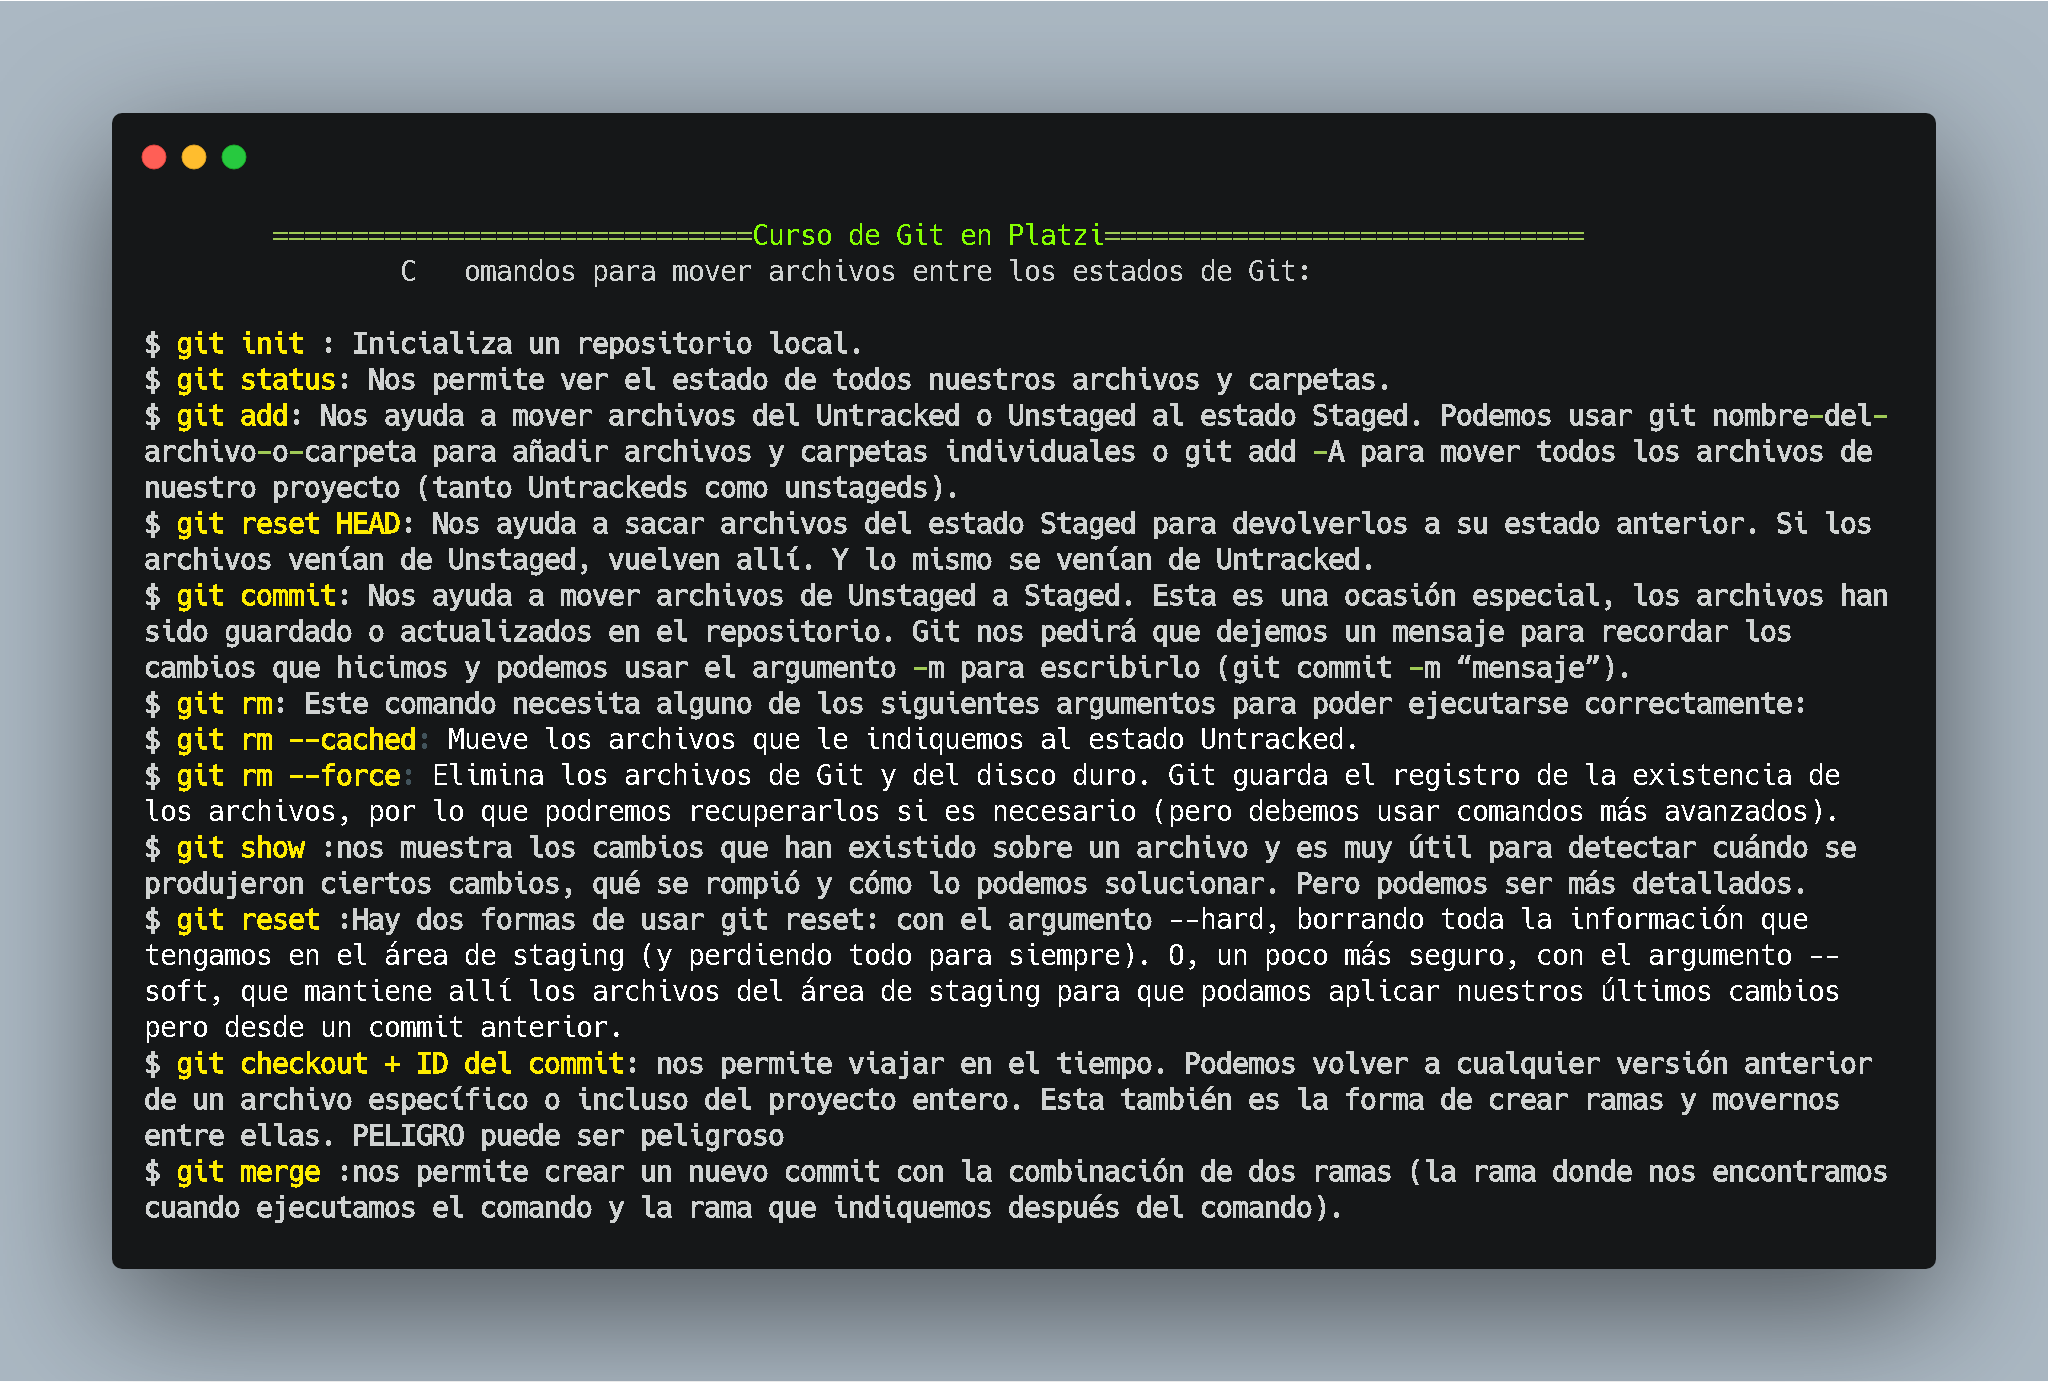 ==============================Curso de Git en Platzi==============================
C   omandos para mover archivos entre los estados de Git:
$ git init : Inicializa un repositorio local.
$ git status: Nos permite ver el estado de todos nuestros archivos y carpetas.
$ git add: Nos ayuda a mover archivos del Untracked o Unstaged al estado Staged. Podemos usar git nombre-del-
archivo-o-carpeta para añadir archivos y carpetas individuales o git add -A para mover todos los archivos de
nuestro proyecto (tanto Untrackeds como unstageds).
$ git reset HEAD: Nos ayuda a sacar archivos del estado Staged para devolverlos a su estado anterior. Si los
archivos venían de Unstaged, vuelven allí. Y lo mismo se venían de Untracked.
$ git commit: Nos ayuda a mover archivos de Unstaged a Staged. Esta es una ocasión especial, los archivos han
sido guardado o actualizados en el repositorio. Git nos pedirá que dejemos un mensaje para recordar los
cambios que hicimos y podemos usar el argumento -m para escribirlo (git commit -m “mensaje”).
$ git rm: Este comando necesita alguno de los siguientes argumentos para poder ejecutarse correctamente:
$ git rm --cached: Mueve los archivos que le indiquemos al estado Untracked.
$ git rm --force: Elimina los archivos de Git y del disco duro. Git guarda el registro de la existencia de
los archivos, por lo que podremos recuperarlos si es necesario (pero debemos usar comandos más avanzados).
$ git show :nos muestra los cambios que han existido sobre un archivo y es muy útil para detectar cuándo se
produjeron ciertos cambios, qué se rompió y cómo lo podemos solucionar. Pero podemos ser más detallados.
$ git reset :Hay dos formas de usar git reset: con el argumento --hard, borrando toda la información que
tengamos en el área de staging (y perdiendo todo para siempre). O, un poco más seguro, con el argumento --
soft, que mantiene allí los archivos del área de staging para que podamos aplicar nuestros últimos cambios
pero desde un commit anterior.
$ git checkout + ID del commit: nos permite viajar en el tiempo. Podemos volver a cualquier versión anterior
de un archivo específico o incluso del proyecto entero. Esta también es la forma de crear ramas y movernos
entre ellas. PELIGRO puede ser peligroso
$ git merge :nos permite crear un nuevo commit con la combinación de dos ramas (la rama donde nos encontramos
cuando ejecutamos el comando y la rama que indiquemos después del comando).